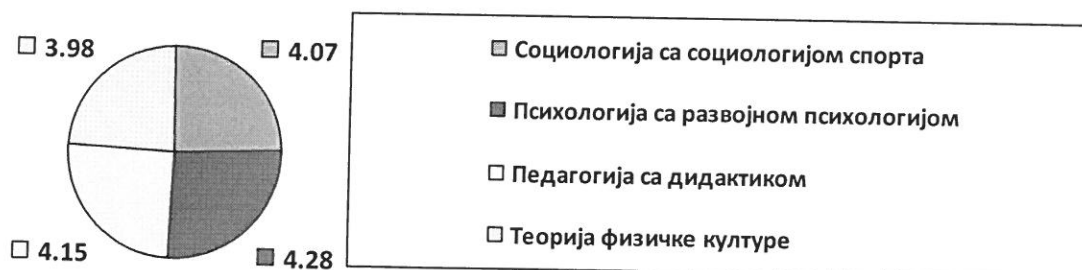 3.98
4.07
4.15
4.28
Социологија са социологијом спорта
Психологија са развојном психологијом
Педагогија са дидактиком
Теорија физичке културе